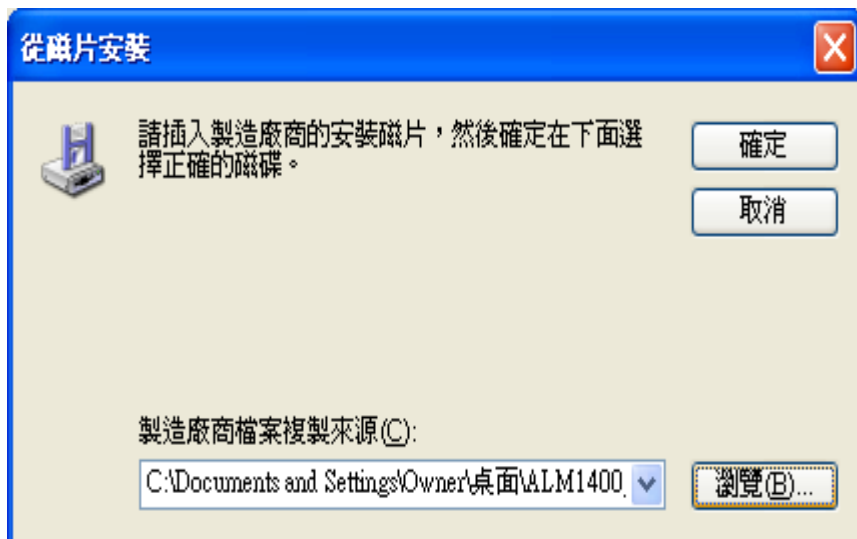 從磁片安裝
請插入製造廠商的安裝磁片，然後確定在下面選
擇正確的磁碟。
確定
取消
製造廠商檔案複製來源(C):
C:\Documents and Settings\Owner\桌面\ALM1400_
瀏覽(B)...